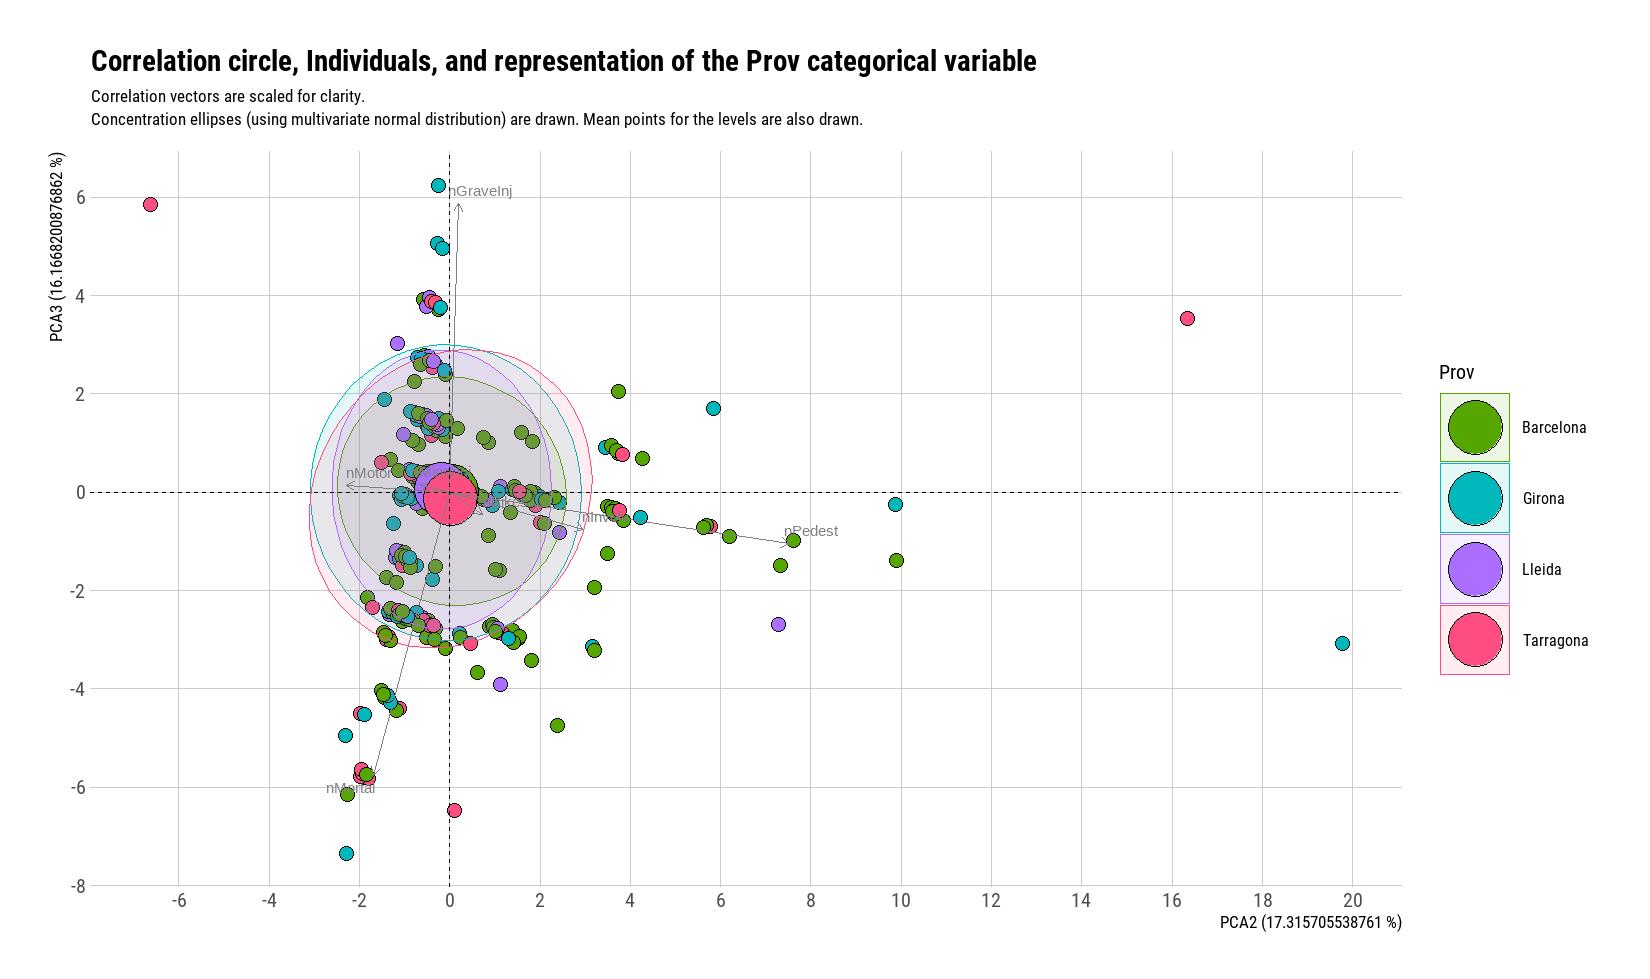 Correlation circle, Individuals, and representation of the Prov categorical variable
Correlation vectors are scaled for clarity.
Concentration ellipses (using multivariate normal distribution) are drawn. Mean points for the levels are also drawn.
PCA3 (16.1668200876862 %)
6
4
2
0
-2
-4
-6
-8
nGraveInj
nMotor
nPedest
nMortal
-6
-4
-2
0
2
4
6
8
10
12
14
16
18
20
PCA2 (17.315705538761 %)
Prov
Barcelona
Girona
Lleida
Tarragona